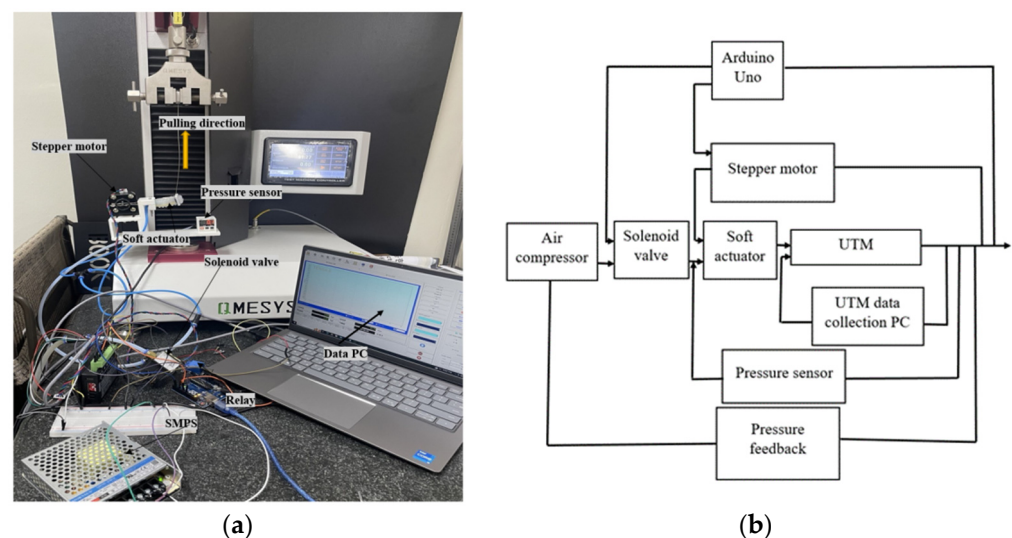 MESYS
Pulling direction
Stepper motor
Pressure sensor
Soft actuator
Solenoid valve
QMESYS
Data PC
Relay
SMPS
(a)
Arduino
Uno
Stepper motor
Air
compressor
Solenoid
valve
Soft
actuator
UTM
UTM data
collection PC
Pressure sensor
Pressure
feedback
(b)